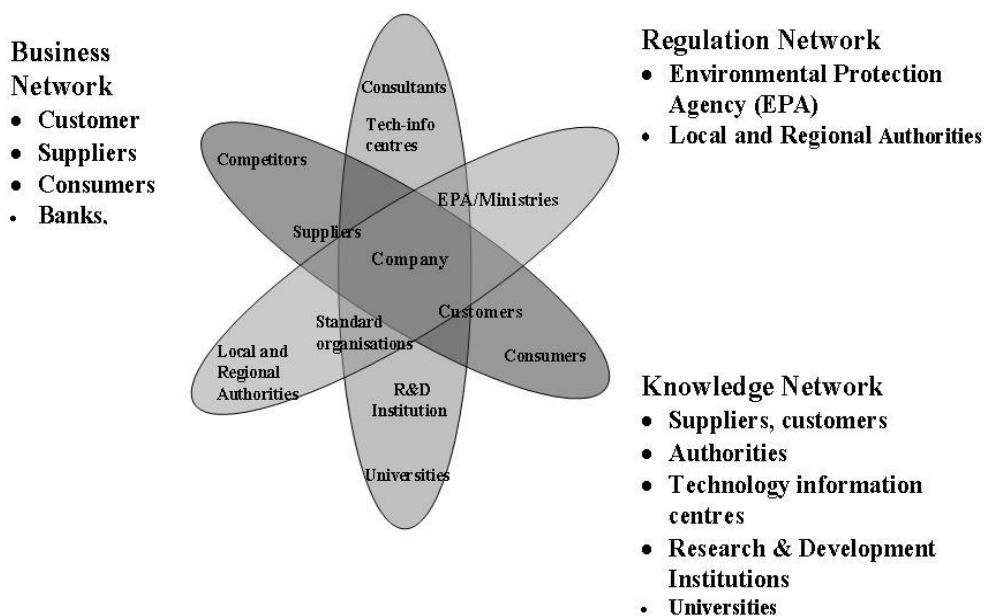 Business
Network
• Customer
• Suppliers
• Consumers
• Banks,
Consultants
Tech-info
centres
Competitors
EPA/Ministries
Suppliers
Company
Customers
Standard
organisations
Consumers
Local and
Regional
Authorities
R&D
Institution
Universities
Regulation Network
• Environmental Protection
Agency (EPA)
• Local and Regional Authorities
Knowledge Network
• Suppliers, customers
• Authorities
• Technology information
centres
• Research & Development
Institutions
• Universities